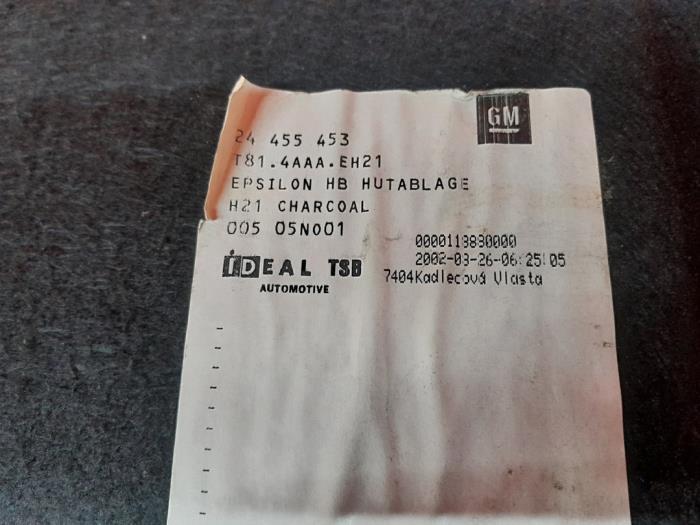 GM
24 455 453
T81.4AAA.EH21
EPSILON HB HUTABLAGE
H21 CHARCOAL
005 05N001
0000113830000
2002-03-26-06:25:05
7404Kadlecová Vlasta
IDEAL TSB
AUTOMOTIVE